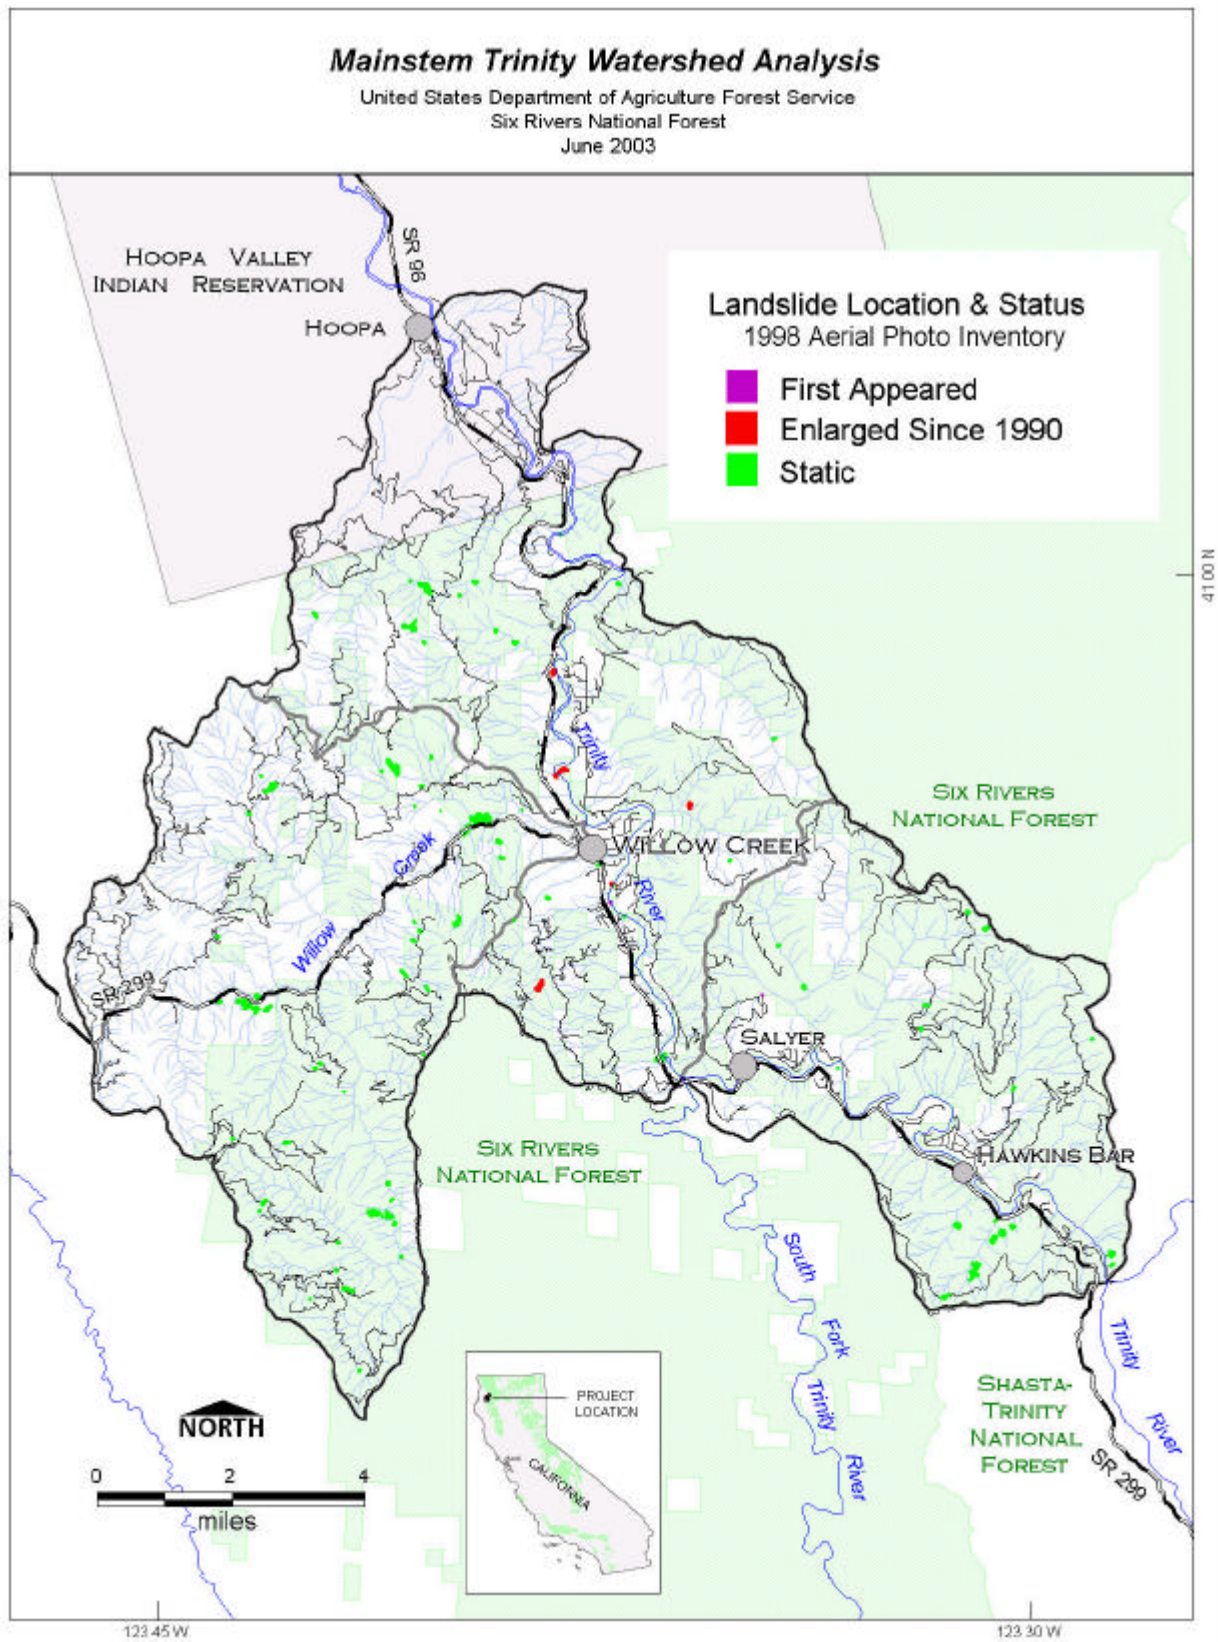 Mainstem Trinity Watershed Analysis
United States Department of Agriculture Forest Service
Six Rivers National Forest
June 2003
HOOPA VALLEY
INDIAN RESERVATION
SR 96
HOOPA
Landslide Location & Status
1998 Aerial Photo Inventory
First Appeared
Enlarged Since 1990
Static
41 00 N
Trinity
SIX RIVERS
NATIONAL FOREST
WILLOW CREEK
Creek
River
Willow
SR 299
SALYER
SIX RIVERS
NATIONAL FOREST
HAWKINS BAR
South
Fork
Trinity
River
Trinity
River
SHASTA-
TRINITY
NATIONAL
FOREST
SR 299
PROJECT
LOCATION
CALIFORNIA
NORTH
0 2 4
miles
123 45 W
123 30 W